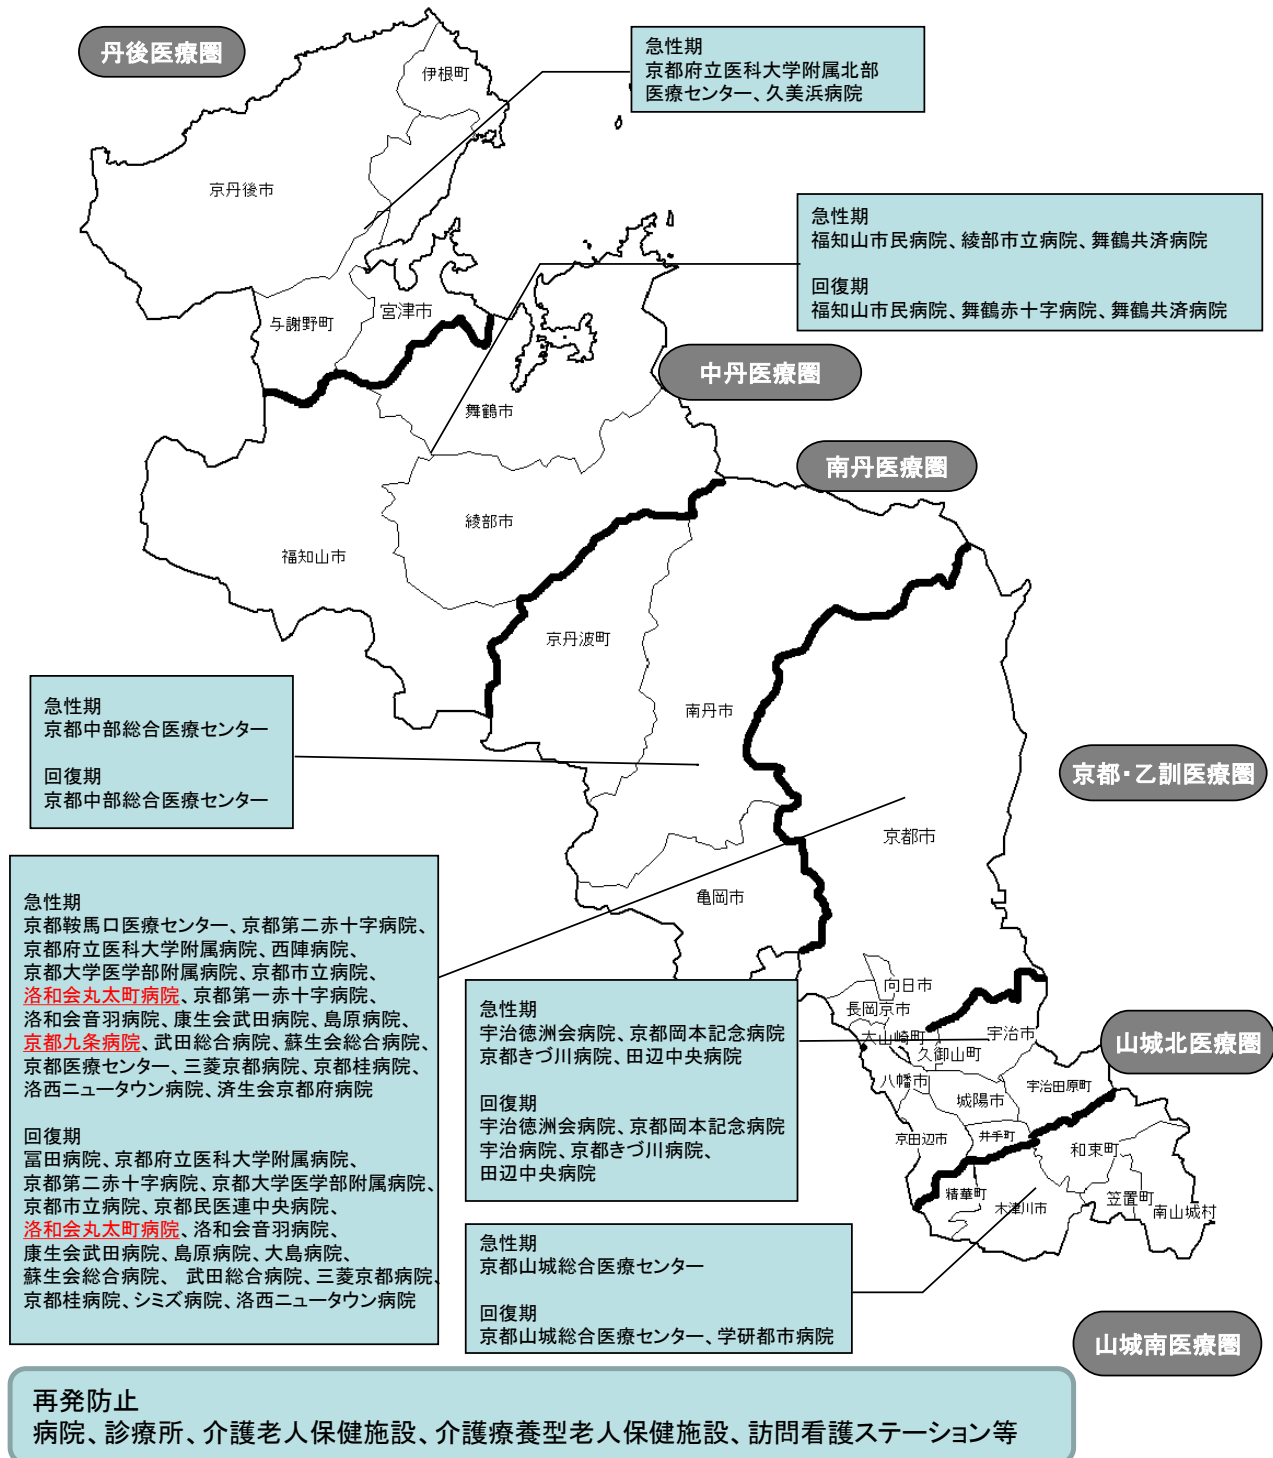 丹後医療圏
急性期
京都府立医科大学附属北部
医療センター、久美浜病院
伊根町
京丹後市
急性期
福知山市民病院、綾部市立病院、舞鶴共済病院
回復期
福知山市民病院、舞鶴赤十字病院、舞鶴共済病院
宮津市
与謝野町
中丹医療圏
舞鶴市
南丹医療圏
綾部市
福知山市
京丹波町
急性期
京都中部総合医療センター
回復期
京都中部総合医療センター
南丹市
京都・乙訓医療圏
京都市
亀岡市
急性期
京都鞍馬口医療センター、京都第二赤十字病院、
京都府立医科大学附属病院、西陣病院、
京都大学医学部附属病院、京都市立病院、
洛和会丸太町病院、京都第一赤十字病院、
洛和会音羽病院、康生会武田病院、島原病院、
京都九条病院、武田総合病院、蘇生会総合病院、
京都医療センター、三菱京都病院、京都桂病院、
洛西ニュータウン病院、済生会京都府病院
回復期
冨田病院、京都府立医科大学附属病院、
京都第二赤十字病院、京都大学医学部附属病院、
京都市立病院、京都民医連中央病院、
洛和会丸太町病院、洛和会音羽病院、
康生会武田病院、島原病院、大島病院、
蘇生会総合病院、 武田総合病院、三菱京都病院、
京都桂病院、シミズ病院、洛西ニュータウン病院
向日市
長岡京市
大山崎町
宇治市
久御山町
八幡市
城陽市
宇治田原町
京田辺市
井手町
和束町
精華町
木津川市
笠置町
南山城村
急性期
宇治徳洲会病院、京都岡本記念病院
京都きづ川病院、田辺中央病院
回復期
宇治徳洲会病院、京都岡本記念病院
宇治病院、京都きづ川病院、
田辺中央病院
山城北医療圏
急性期
京都山城総合医療センター
回復期
京都山城総合医療センター、学研都市病院
山城南医療圏
再発防止
病院、診療所、介護老人保健施設、介護療養型老人保健施設、訪問看護ステーション等